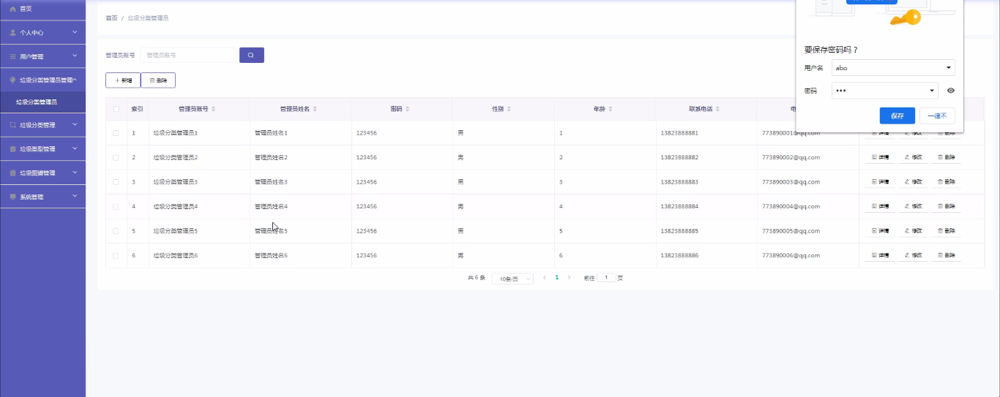 首页
个人中心
用户管理
垃圾分类管理员管理
垃圾分类管理员
垃圾分类管理
垃圾类型管理
垃圾图谱管理
系统管理
首页 / 垃圾分类管理员
管理员账号 管理员账号
新增 删除
索引 管理员账号 管理员姓名 密码 性别 年龄 联系电话 电
1 垃圾分类管理员1 管理员姓名1 123456 男 1 13823888881 773890001@qq.com 详情 修改 删除
2 垃圾分类管理员2 管理员姓名2 123456 男 2 13823888882 773890002@qq.com 详情 修改 删除
3 垃圾分类管理员3 管理员姓名3 123456 男 3 13823888883 773890003@qq.com 详情 修改 删除
4 垃圾分类管理员4 管理员姓名4 123456 男 4 13823888884 773890004@qq.com 详情 修改 删除
5 垃圾分类管理员5 管理员姓名5 123456 男 5 13823888885 773890005@qq.com 详情 修改 删除
6 垃圾分类管理员6 管理员姓名6 123456 男 6 13823888886 773890006@qq.com 详情 修改 删除
共 6 条 10条/页 1 前往 1 页
要保存密码吗？
用户名 abo
密码 •••
保存 一律不